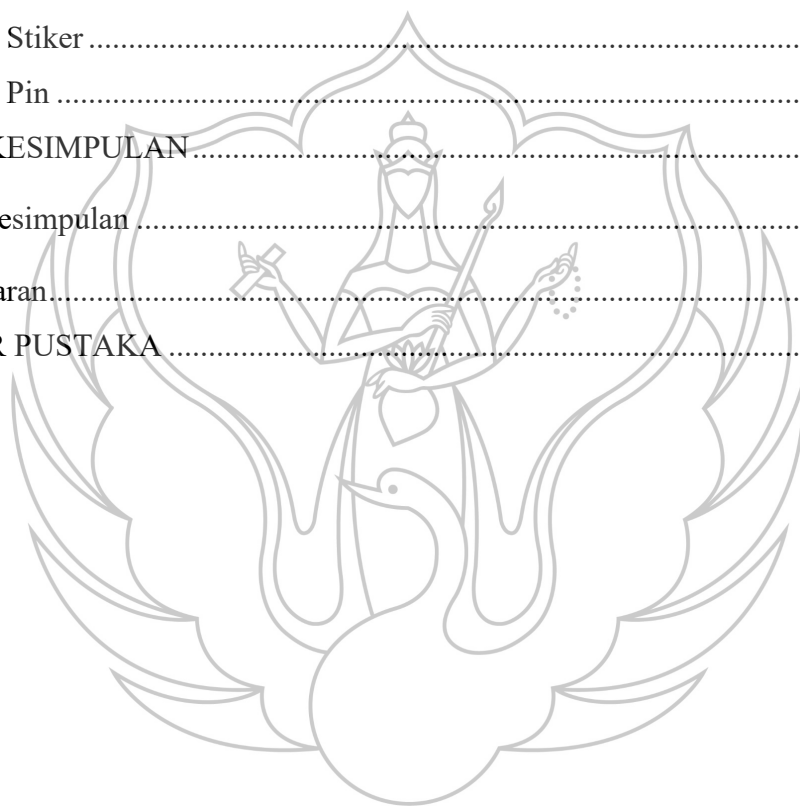 Stiker ..........................................................................................
Pin ..............................................................................................
KESIMPULAN .............................................................................
esimpulan ....................................................................................
aran ..............................................................................................
R PUSTAKA ................................................................................